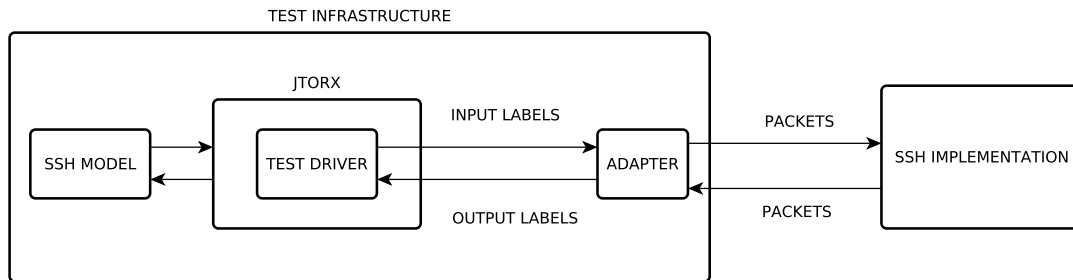 TEST INFRASTRUCTURE
JTORX
INPUT LABELS
PACKETS
SSH MODEL
TEST DRIVER
ADAPTER
SSH IMPLEMENTATION
OUTPUT LABELS
PACKETS